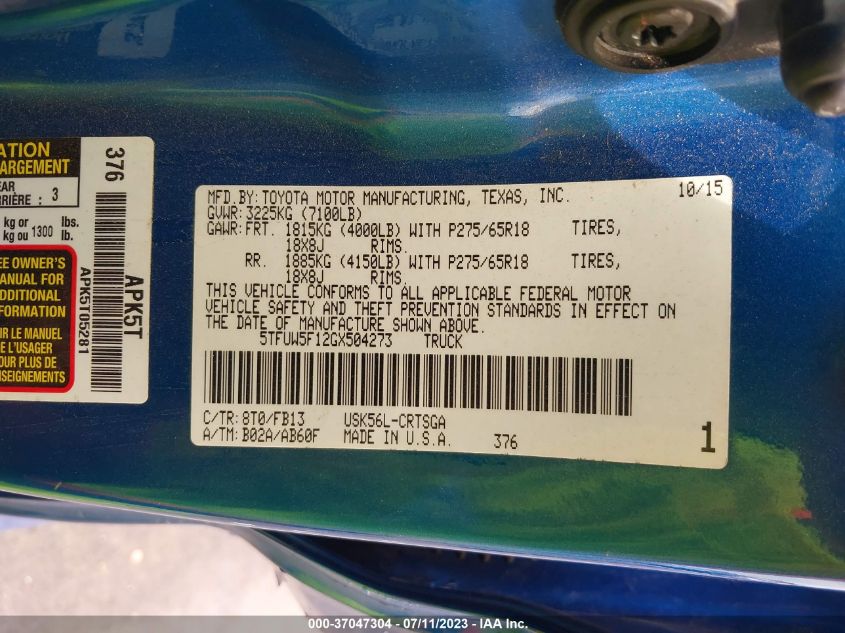 ATION
ARGEMENT
EAR
RRIÈRE : 3
kg or lbs.
kg ou 1300 lb.
EE OWNER'S
MANUAL FOR
ADDITIONAL
FORMATION
IR LE MANUEL
E L'USAGER
POUR PLUS DE
NSEIGNEMENTS
376
APK5T
APK5T05281
MFD.BY:TOYOTA MOTOR MANUFACTURING, TEXAS, INC. 10/15
GVWR:3225KG (7100LB)
GAWR:FRT. 1815KG (4000LB) WITH P275/65R18 TIRES,
18X8J RIMS.
RR. 1885KG (4150LB) WITH P275/65R18 TIRES,
18X8J RIMS.
THIS VEHICLE CONFORMS TO ALL APPLICABLE FEDERAL MOTOR
VEHICLE SAFETY AND THEFT PREVENTION STANDARDS IN EFFECT ON
THE DATE OF MANUFACTURE SHOWN ABOVE.
5TFUW5F12GX504273 TRUCK
C/TR:8T0/FB13 USK56L-CRTSGA
A/TM:B02A/AB60F MADE IN U.S.A. 376 1
000-37047304 - 07/11/2023 - IAA Inc.